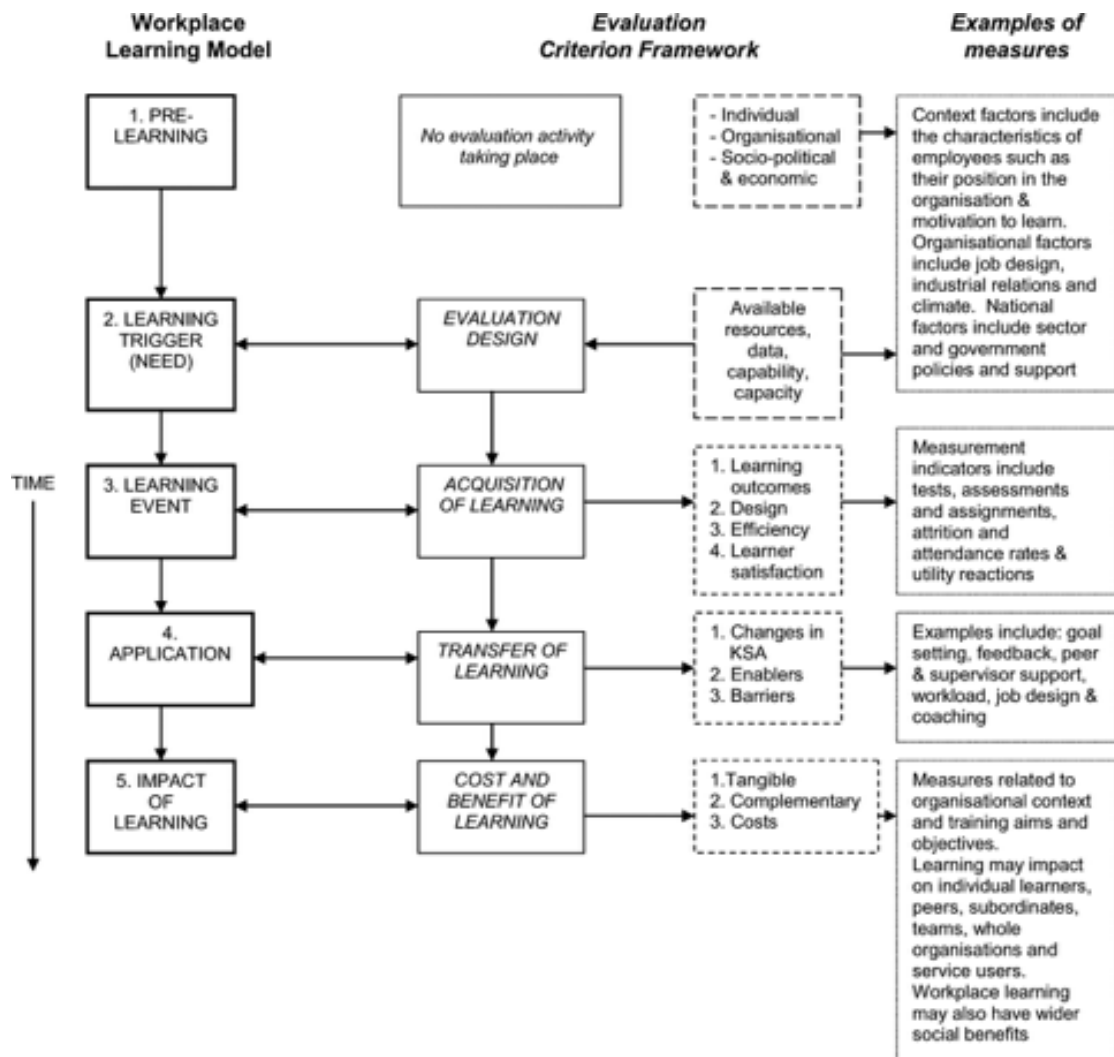 Workplace
Learning Model
Evaluation
Criterion Framework
Examples of
measures
1. PRE-
LEARNING
No evaluation activity
taking place
- Individual
- Organisational
- Socio-political
& economic
Context factors include
the characteristics of
employees such as
their position in the
organisation &
motivation to learn.
Organisational factors
include job design,
industrial relations and
climate. National
factors include sector
and government
policies and support
2. LEARNING
TRIGGER
(NEED)
EVALUATION
DESIGN
Available
resources,
data,
capability,
capacity
TIME
3. LEARNING
EVENT
ACQUISITION
OF LEARNING
1. Learning
outcomes
2. Design
3. Efficiency
4. Learner
satisfaction
Measurement
indicators include
tests, assessments
and assignments,
attrition and
attendance rates &
utility reactions
4.
APPLICATION
TRANSFER OF
LEARNING
1. Changes in
KSA
2. Enablers
3. Barriers
Examples include: goal
setting, feedback, peer
& supervisor support,
workload, job design &
coaching
5. IMPACT
OF
LEARNING
COST AND
BENEFIT OF
LEARNING
1.Tangible
2. Complementary
3. Costs
Measures related to
organisational context
and training aims and
objectives.
Learning may impact
on individual learners,
peers, subordinates,
teams, whole
organisations and
service users.
Workplace learning
may also have wider
social benefits